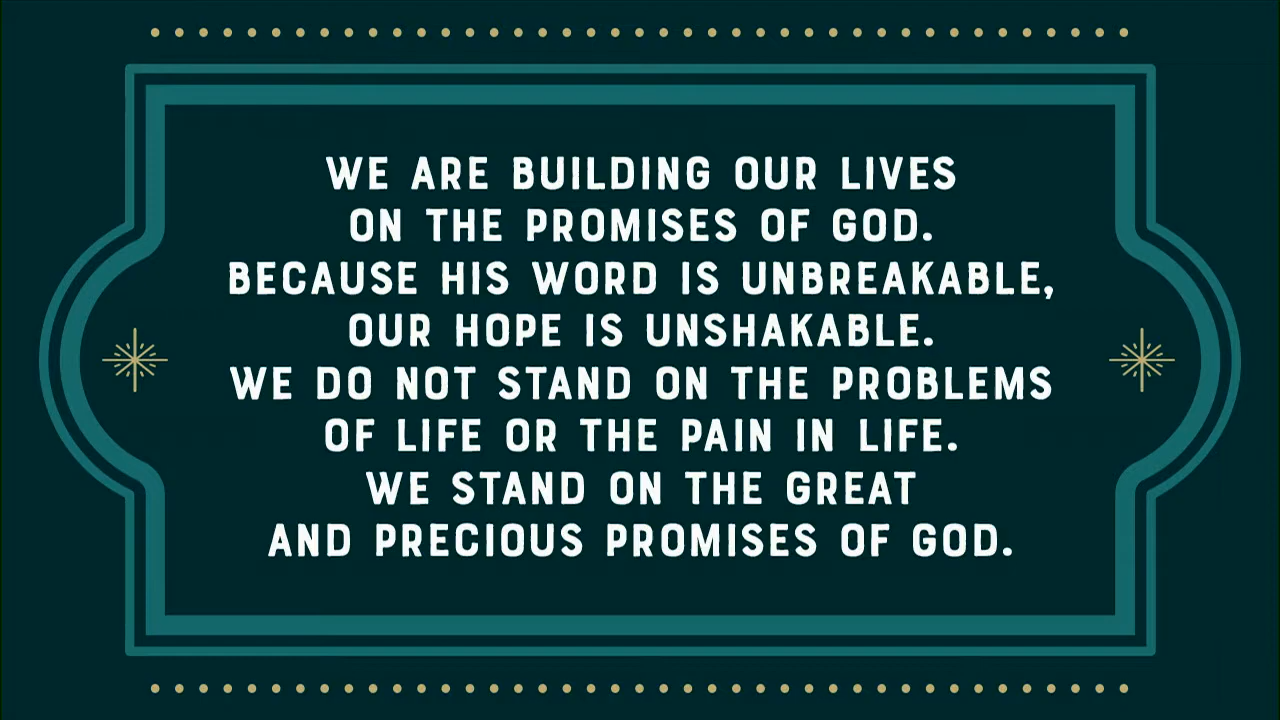 WE ARE BUILDING OUR LIVES
ON THE PROMISES OF GOD.
BECAUSE HIS WORD IS UNBREAKABLE,
OUR HOPE IS UNSHAKABLE.
WE DO NOT STAND ON THE PROBLEMS
OF LIFE OR THE PAIN IN LIFE.
WE STAND ON THE GREAT
AND PRECIOUS PROMISES OF GOD.